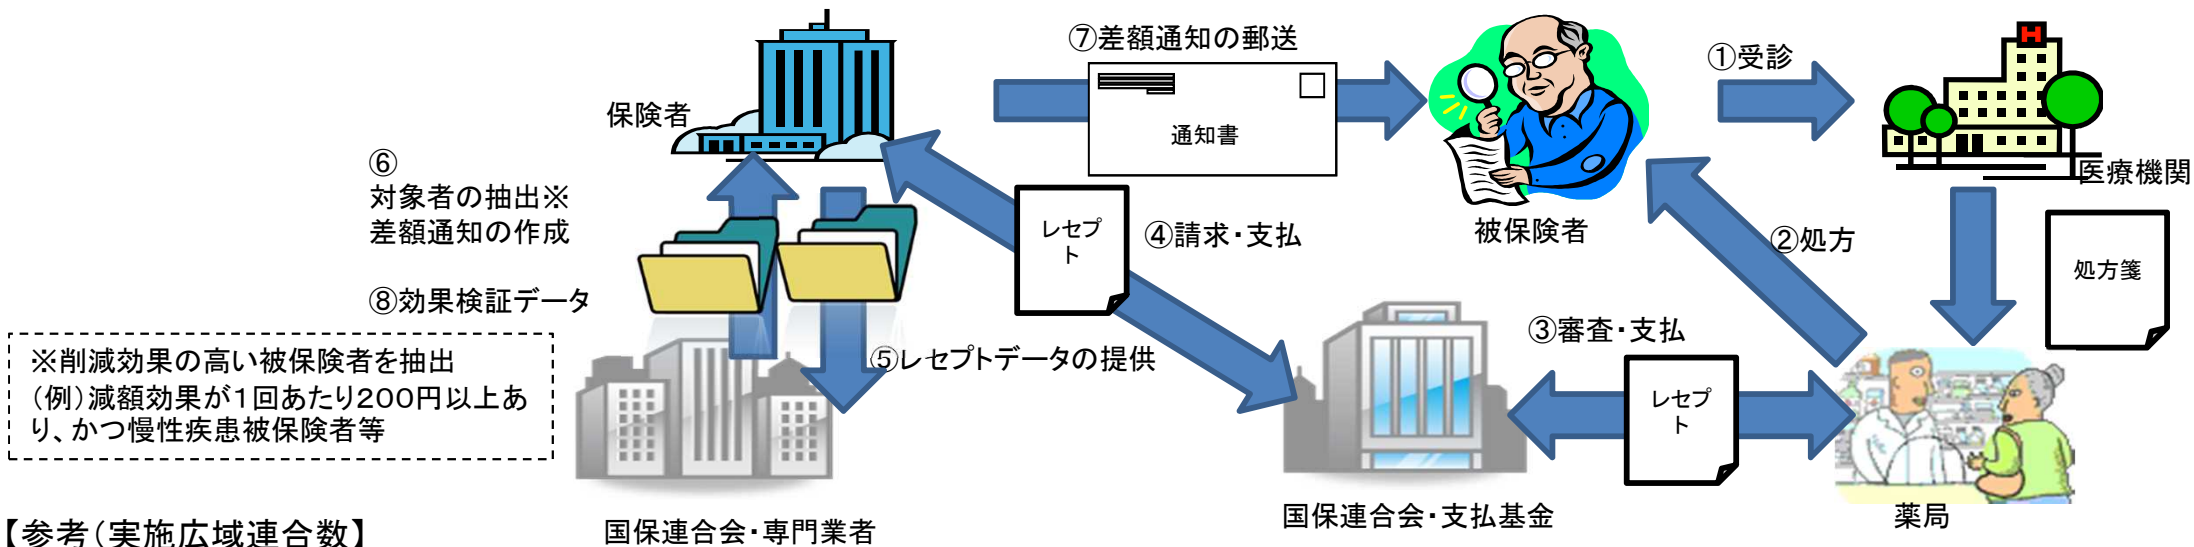 ⑦差額通知の郵送
①受診
保険者
通知書
⑥
対象者の抽出※
差額通知の作成
医療機関
レセプ
ト
④請求・支払
被保険者
②処方
処方箋
⑧効果検証データ
③審査・支払
※削減効果の高い被保険者を抽出
(例)減額効果が1回あたり200円以上あ
り、かつ慢性疾患被保険者等
⑤レセプトデータの提供
レセプ
ト
国保連合会・専門業者
国保連合会・支払基金
薬局
【参考(実施広域連合数】